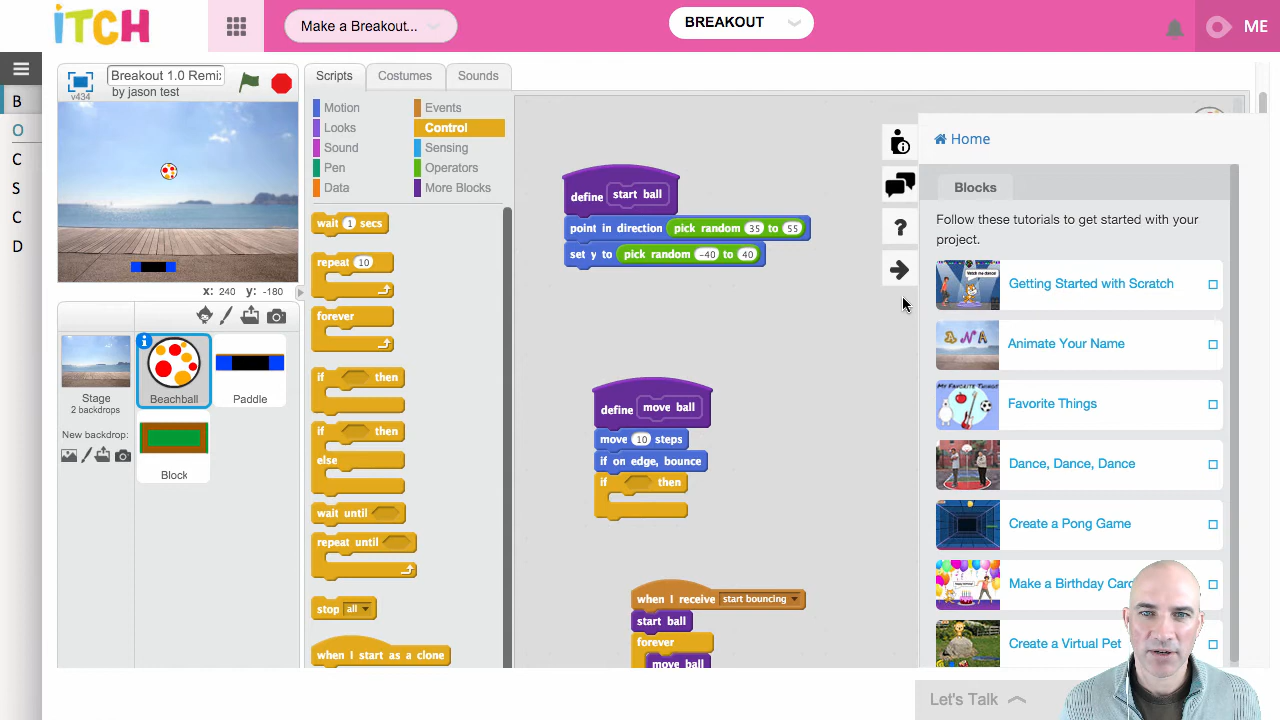 iTCH
Make a Breakout...
BREAKOUT
ME
B
O
C
S
C
D
v434
Breakout 1.0 Remi
by jason test
x: 240 y: -180
Stage
2 backdrops
New backdrop:
Beachball
Paddle
Block
Scripts
Costumes
Sounds
Motion
Looks
Sound
Pen
Data
Events
Control
Sensing
Operators
More Blocks
wait 1 secs
repeat 10
forever
if then
if then
else
wait until
repeat until
stop all
when I start as a clone
define start ball
point in direction pick random 35 to 55
set y to pick random -40 to 40
define move ball
move 10 steps
if on edge, bounce
if then
when I receive start bouncing
start ball
forever
move ball
?
Home
Blocks
Follow these tutorials to get started with your
project.
Getting Started with Scratch
Animate Your Name
Favorite Things
Dance, Dance, Dance
Create a Pong Game
Make a Birthday Car
Create a Virtual Pet
Let's Talk